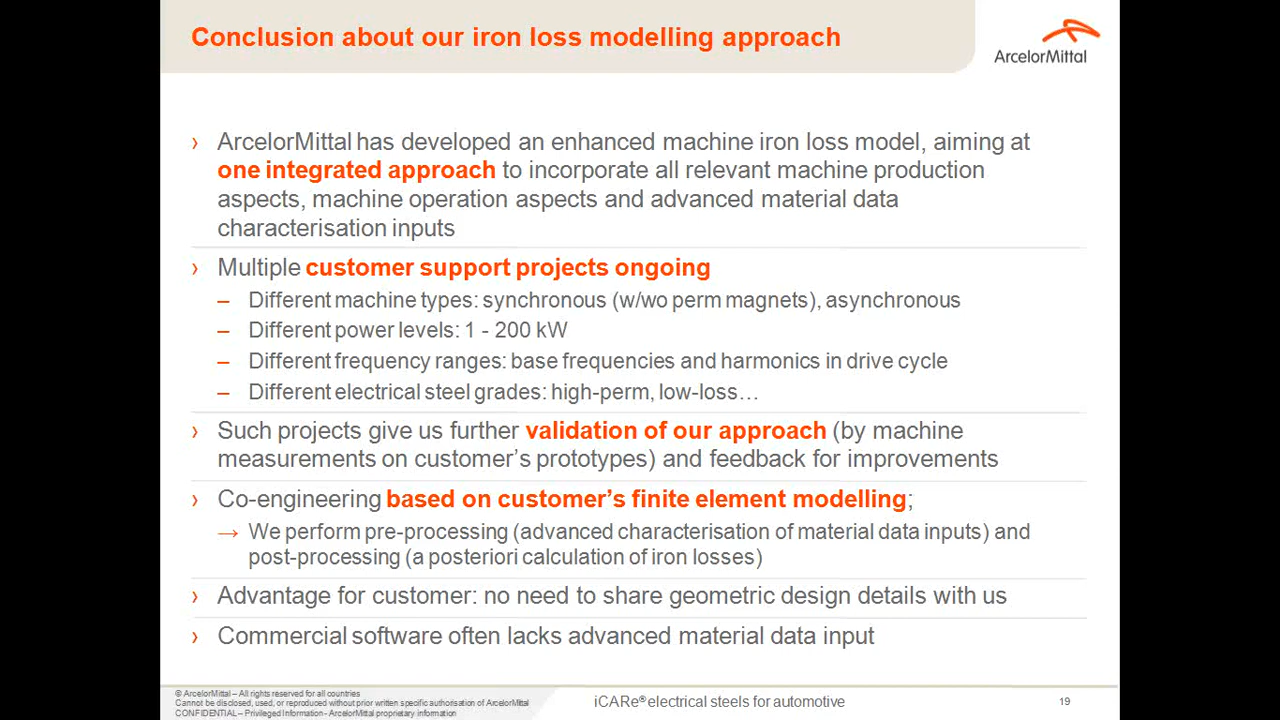 Conclusion about our iron loss modelling approach
ArcelorMittal
› ArcelorMittal has developed an enhanced machine iron loss model, aiming at
one integrated approach to incorporate all relevant machine production
aspects, machine operation aspects and advanced material data
characterisation inputs
› Multiple customer support projects ongoing
– Different machine types: synchronous (w/wo perm magnets), asynchronous
– Different power levels: 1 - 200 kW
– Different frequency ranges: base frequencies and harmonics in drive cycle
– Different electrical steel grades: high-perm, low-loss…
› Such projects give us further validation of our approach (by machine
measurements on customer’s prototypes) and feedback for improvements
› Co-engineering based on customer’s finite element modelling;
→ We perform pre-processing (advanced characterisation of material data inputs) and
post-processing (a posteriori calculation of iron losses)
› Advantage for customer: no need to share geometric design details with us
› Commercial software often lacks advanced material data input
© ArcelorMittal – All rights reserved for all countries
Cannot be disclosed, used, or reproduced without prior written specific authorisation of ArcelorMittal
CONFIDENTIAL – Privileged Information - ArcelorMittal proprietary information
iCARe® electrical steels for automotive
19